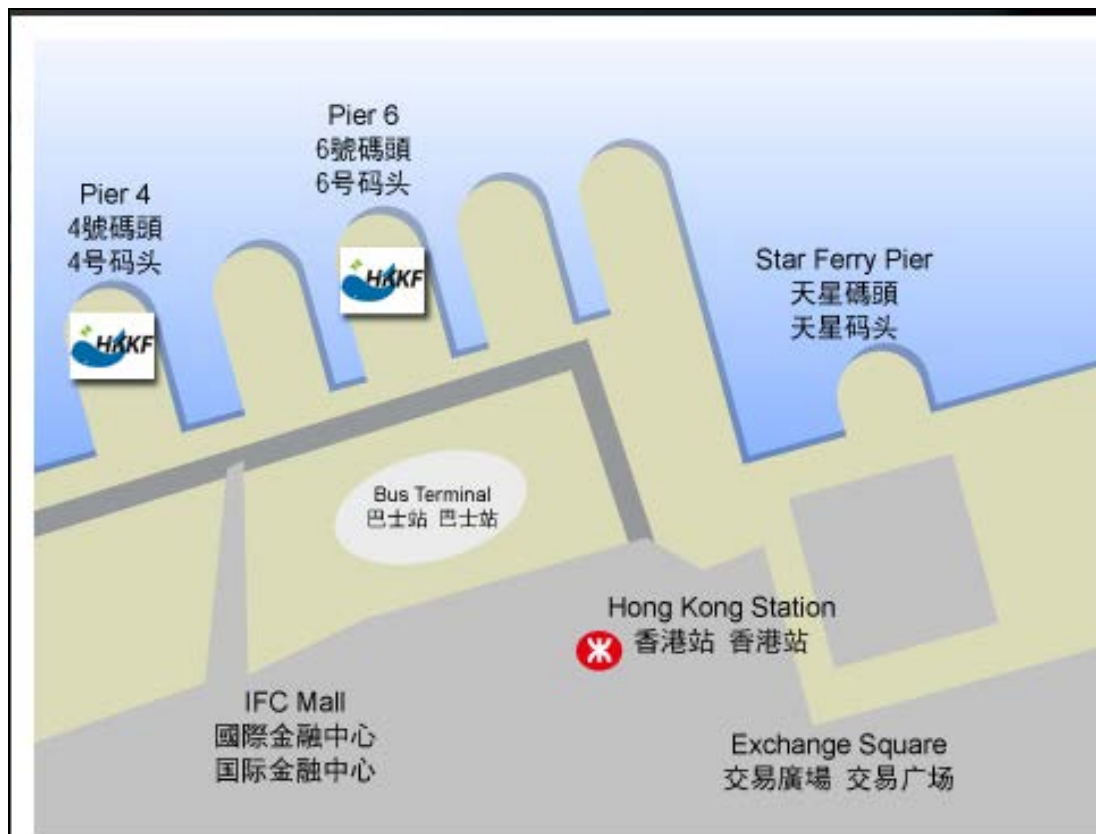 Pier 6
6號碼頭
6号码头
Pier 4
4號碼頭
4号码头
HKKF
HKKF
Star Ferry Pier
天星碼頭
天星码头
Bus Terminal
巴士站 巴士站
Hong Kong Station
香港站 香港站
IFC Mall
國際金融中心
国际金融中心
Exchange Square
交易廣場 交易广场